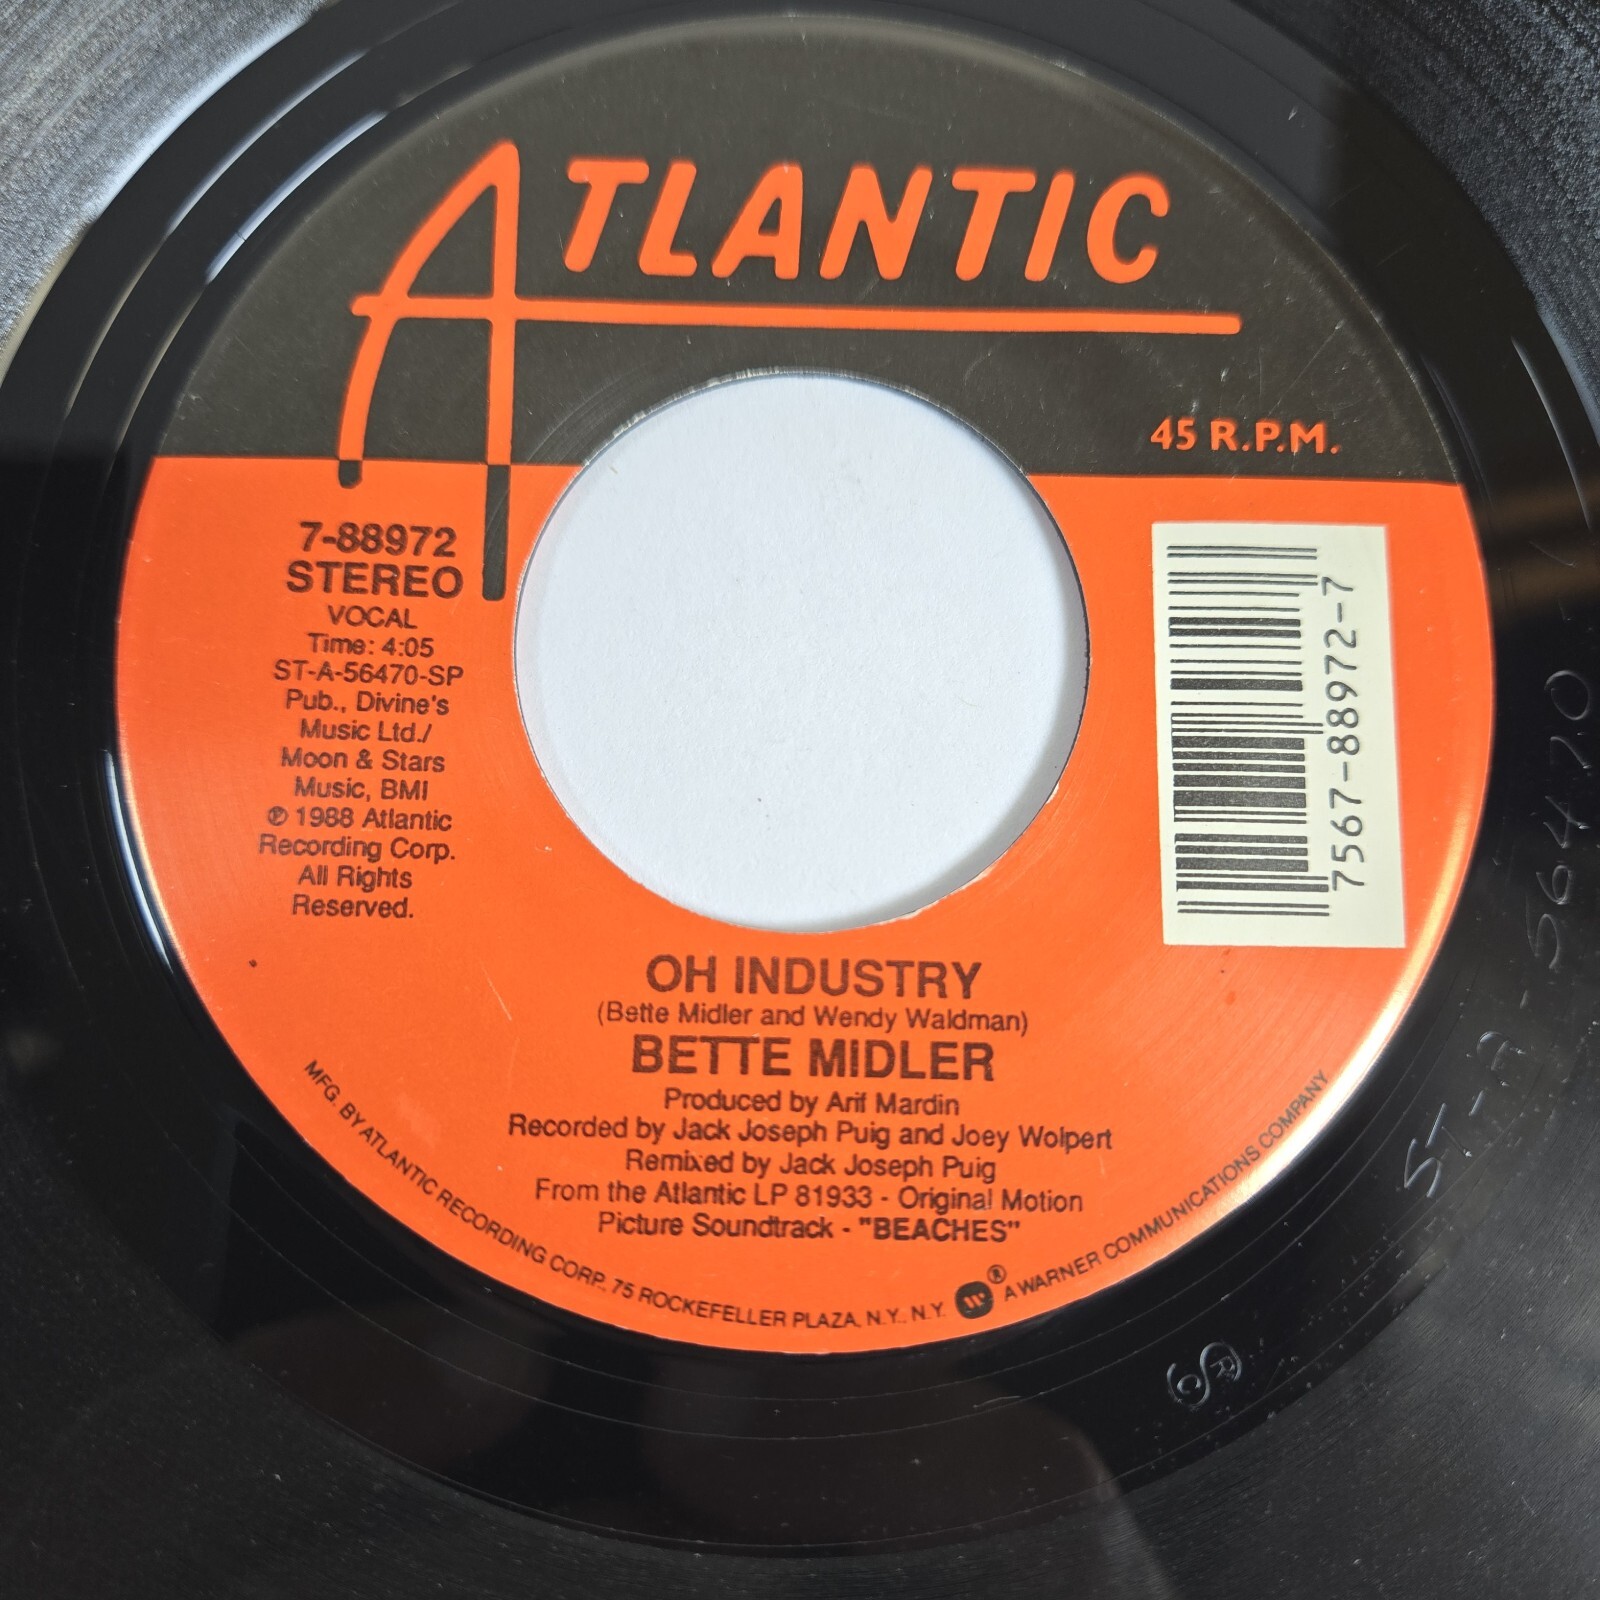 ATLANTIC
45 R.P.M.
7-88972
STEREO
VOCAL
Time: 4:05
ST-A-56470-SP
Pub., Divine's
Music Ltd./
Moon & Stars
Music, BMI
℗ 1988 Atlantic
Recording Corp.
All Rights
Reserved.
7567-88972-7
OH INDUSTRY
(Bette Midler and Wendy Waldman)
BETTE MIDLER
Produced by Arif Mardin
Recorded by Jack Joseph Puig and Joey Wolpert
Remixed by Jack Joseph Puig
From the Atlantic LP 81933 - Original Motion
Picture Soundtrack - "BEACHES"
MFG. BY ATLANTIC RECORDING CORP., 75 ROCKEFELLER PLAZA, N.Y., N.Y. ® A WARNER COMMUNICATIONS COMPANY
ST-A-56470